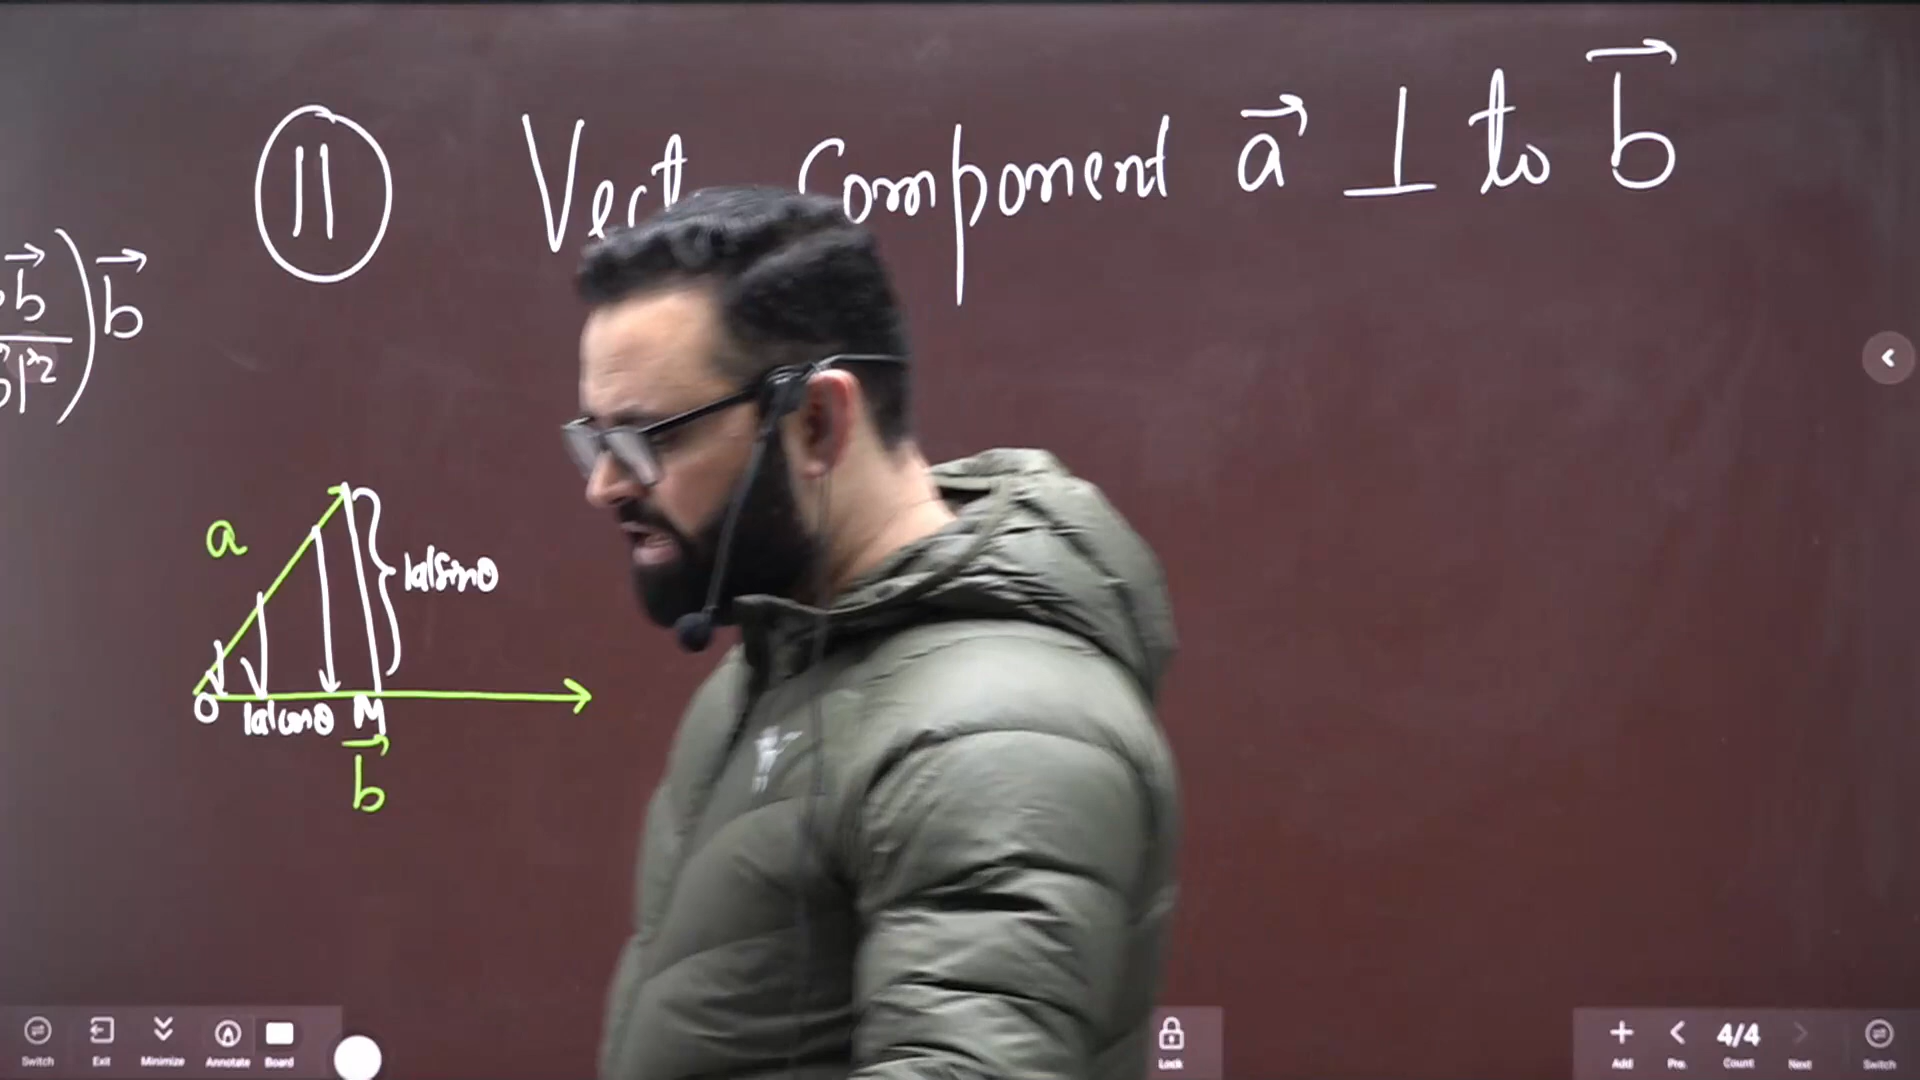 11 Vect Component a⃗ ⊥ to b⃗
b⃗ ) b⃗
|²
a
|a|sinθ
O |a|cosθ M
b⃗
Switch Exit Minimize Annotate Board Lock Add Pre. 4/4 Count Next Switch